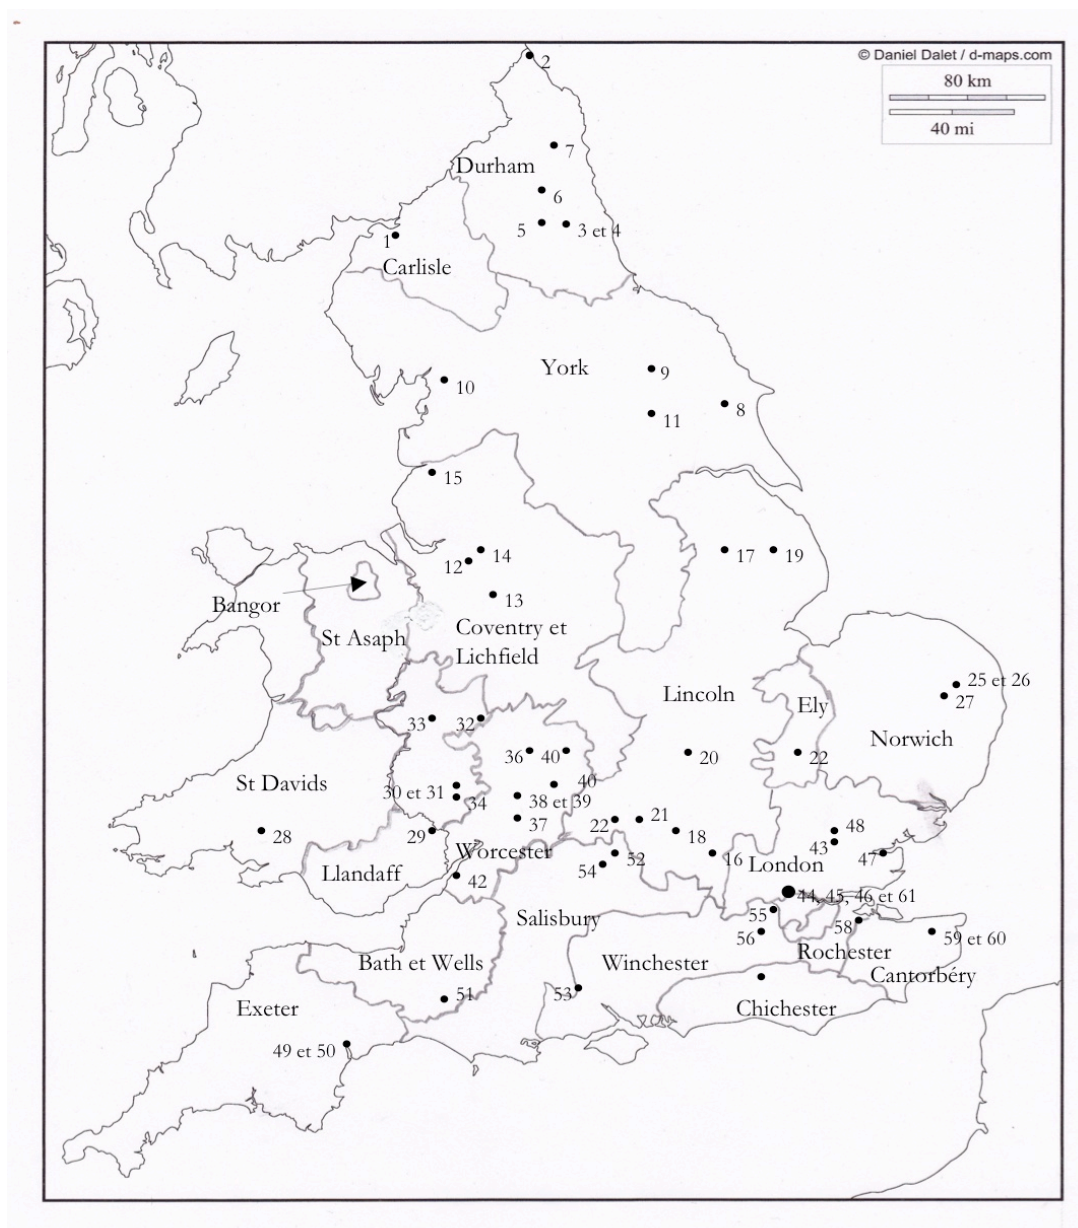 © Daniel Dalet / d-maps.com
80 km
40 mi
2
7
Durham
6
5
3 et 4
1
Carlisle
York
9
10
8
11
15
14
12
17
19
13
Bangor
Coventry et
Lichfield
St Asaph
25 et 26
27
Lincoln
Ely
Norwich
33
32
36
40
20
22
St Davids
30 et 31
34
40
38 et 39
37
28
29
22
21
18
48
43
Worcester
52
54
16
London
47
Llandaff
42
44, 45, 46 et 61
Salisbury
55
56
58
59 et 60
Rochester
Bath et Wells
Winchester
Cantorbéry
51
53
Exeter
Chichester
49 et 50